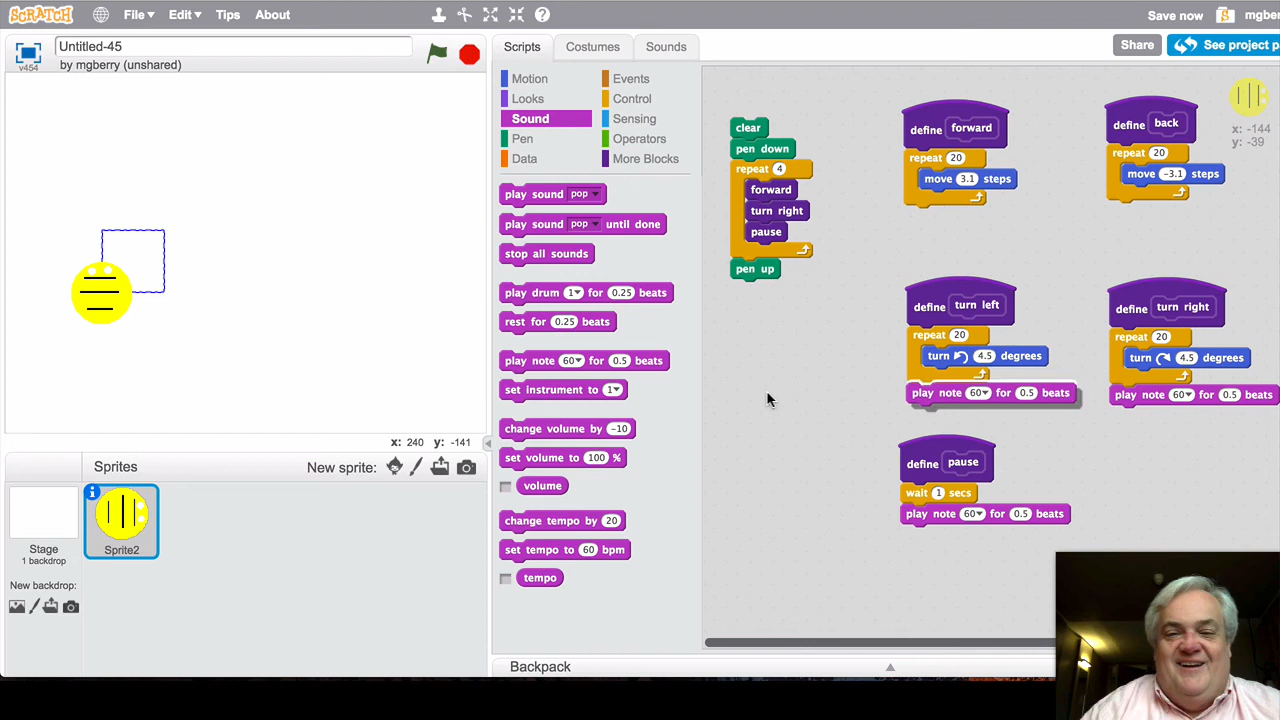 SCRATCH File Edit Tips About Save now mgber
Untitled-45
by mgberry (unshared)
v454
Scripts Costumes Sounds
Share See project pa
Motion Events
Looks Control
Sound Sensing
Pen Operators
Data More Blocks
play sound pop
play sound pop until done
stop all sounds
play drum 1 for 0.25 beats
rest for 0.25 beats
play note 60 for 0.5 beats
set instrument to 1
change volume by -10
set volume to 100 %
volume
change tempo by 20
set tempo to 60 bpm
tempo
clear
pen down
repeat 4
forward
turn right
pause
pen up
define forward
repeat 20
move 3.1 steps
define back
repeat 20
move -3.1 steps
x: -144
y: -39
define turn left
repeat 20
turn 4.5 degrees
play note 60 for 0.5 beats
define turn right
repeat 20
turn 4.5 degrees
play note 60 for 0.5 beats
define pause
wait 1 secs
play note 60 for 0.5 beats
x: 240 y: -141
Sprites New sprite:
Stage
1 backdrop
New backdrop:
Sprite2
Backpack